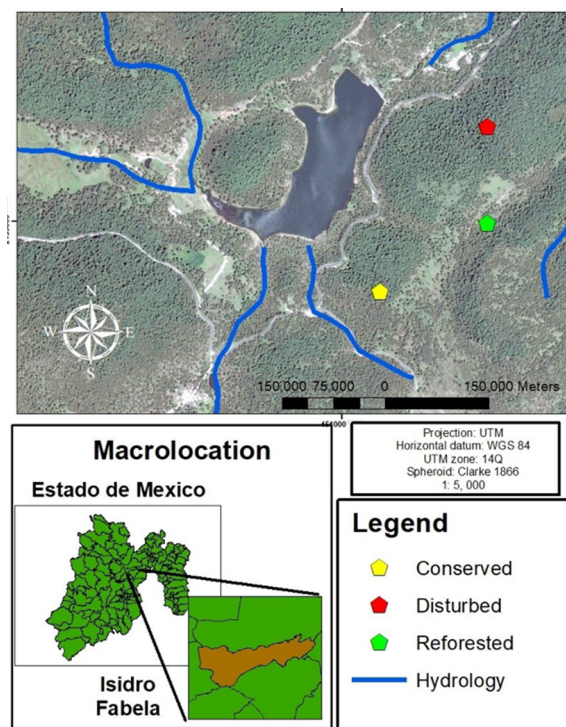 N
W
E
S
150,000 75,000 0 150,000 Meters
Macrolocation
Estado de Mexico
Isidro
Fabela
Projection: UTM
Horizontal datum: WGS 84
UTM zone: 14Q
Spheroid: Clarke 1866
1: 5, 000
Legend
Conserved
Disturbed
Reforested
Hydrology